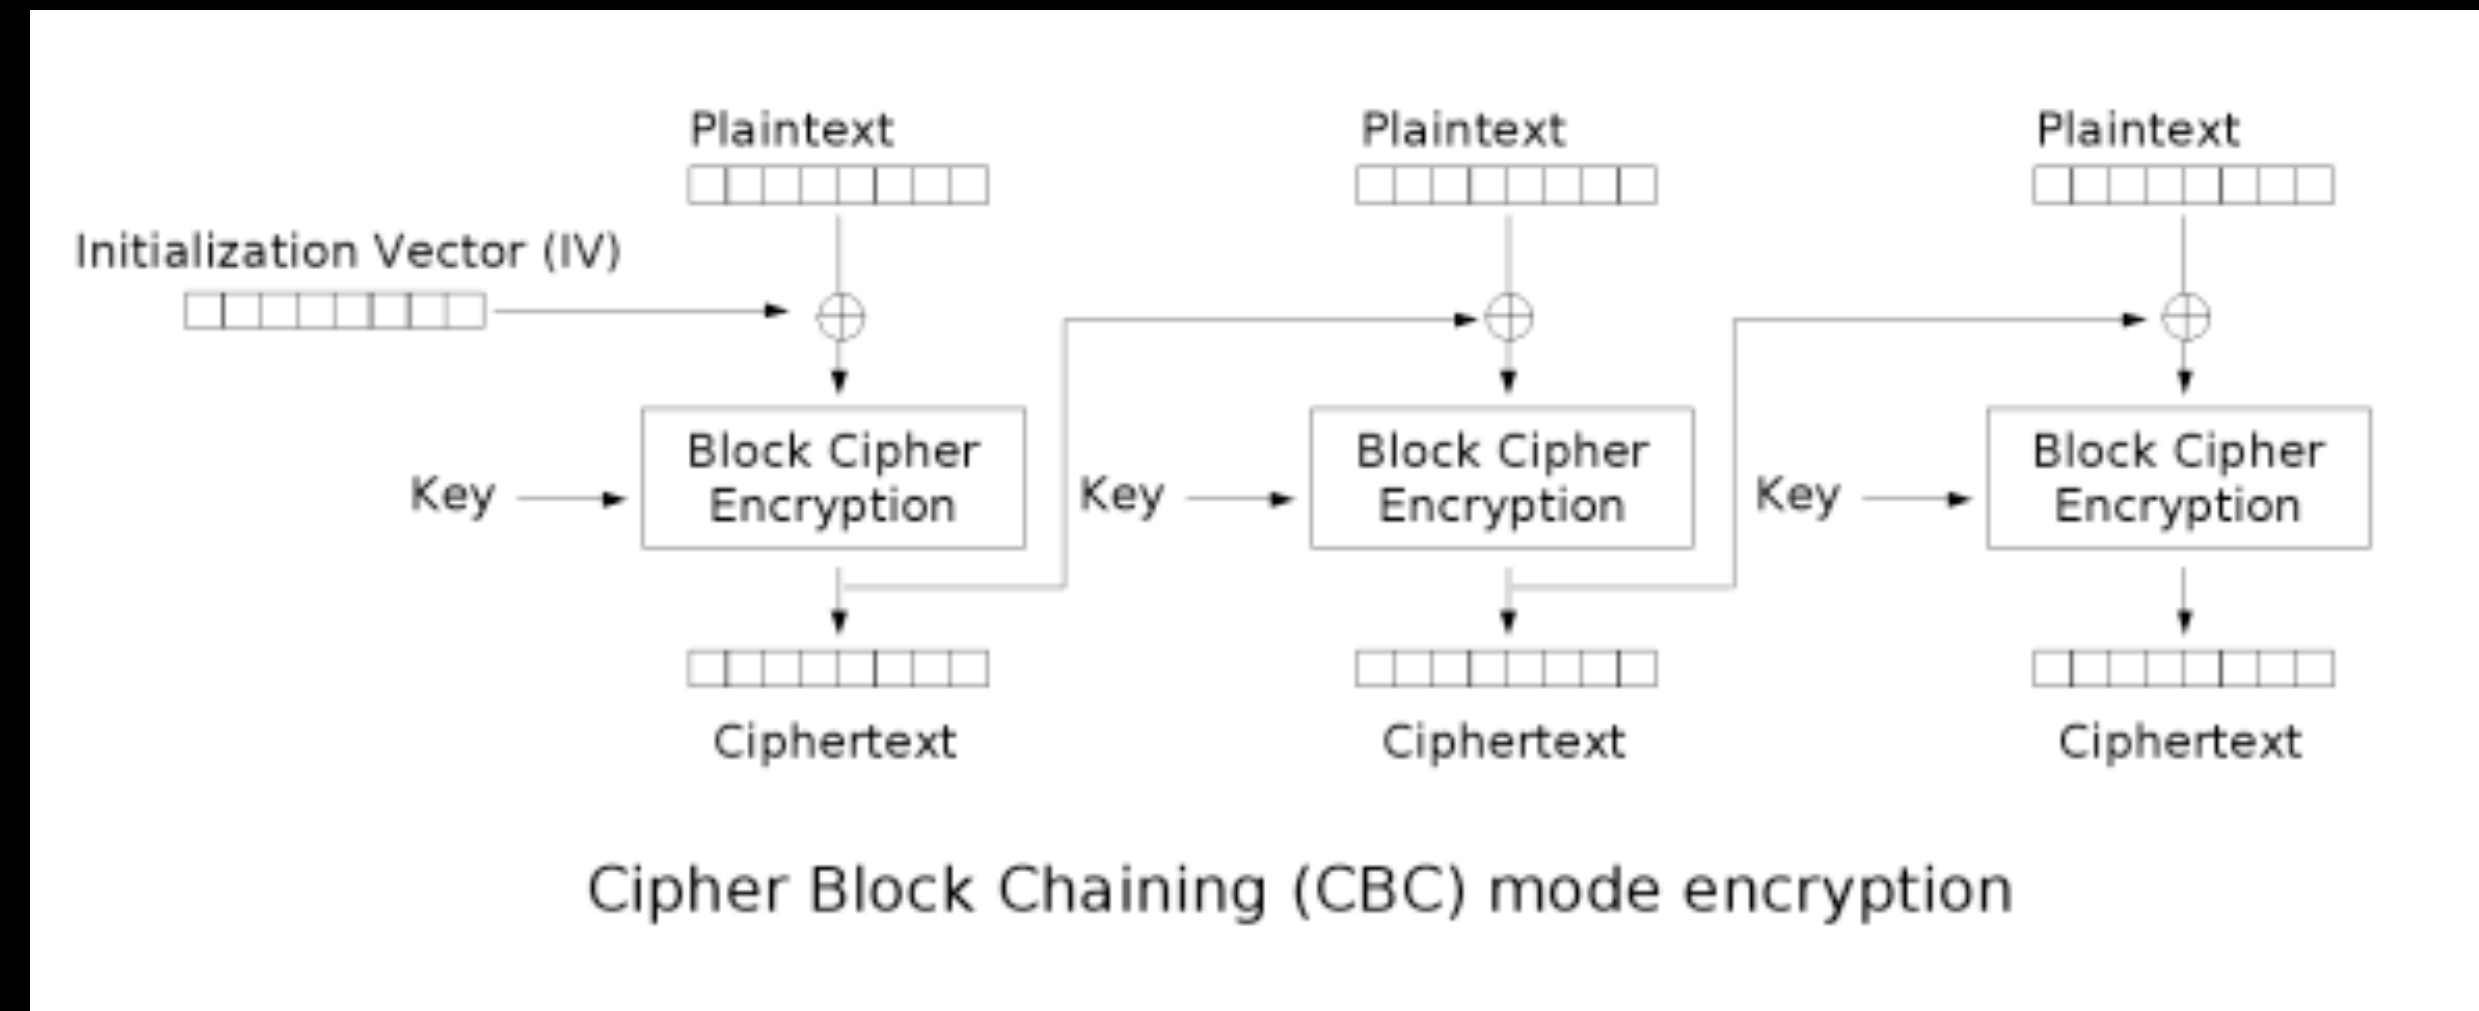 Plaintext
Plaintext
Plaintext
Initialization Vector (IV)
Block Cipher
Encryption
Block Cipher
Encryption
Block Cipher
Encryption
Key
Key
Key
Ciphertext
Ciphertext
Ciphertext
Cipher Block Chaining (CBC) mode encryption